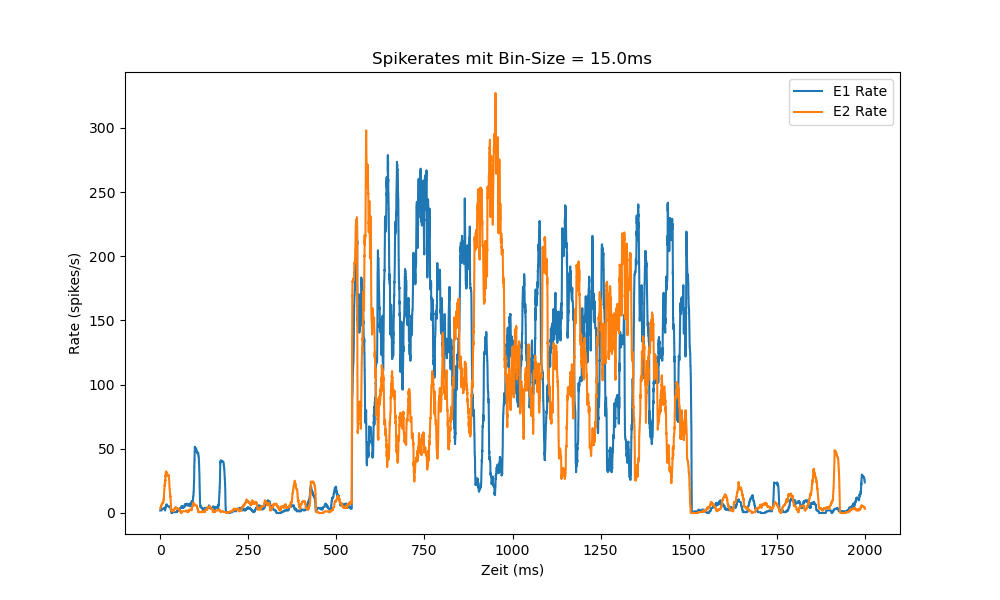 Spikerates mit Bin-Size = 15.0ms
E1 Rate
E2 Rate
Rate (spikes/s)
300
250
200
150
100
50
0
0 250 500 750 1000 1250 1500 1750 2000
Zeit (ms)